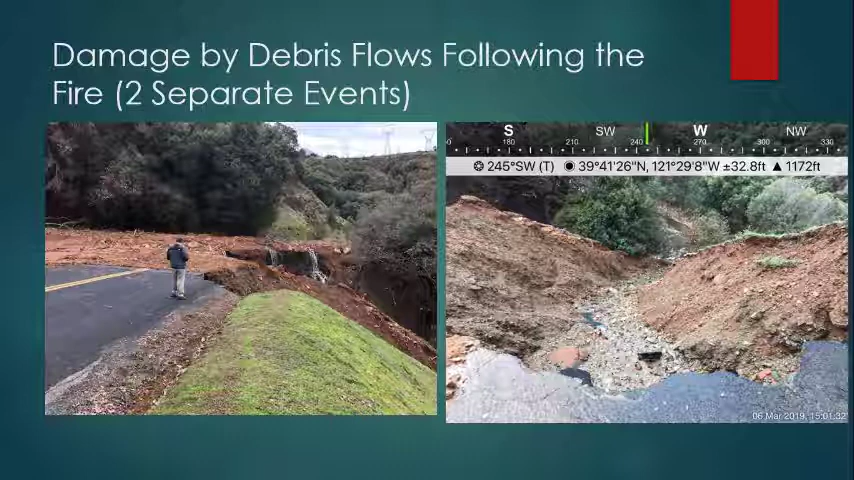 Damage by Debris Flows Following the
Fire (2 Separate Events)
S SW W NW
180 210 240 270 300 330
245°SW (T) 39°41'26"N, 121°29'8"W ±32.8ft ▲ 1172ft
06 Mar 2019, 15:01:32